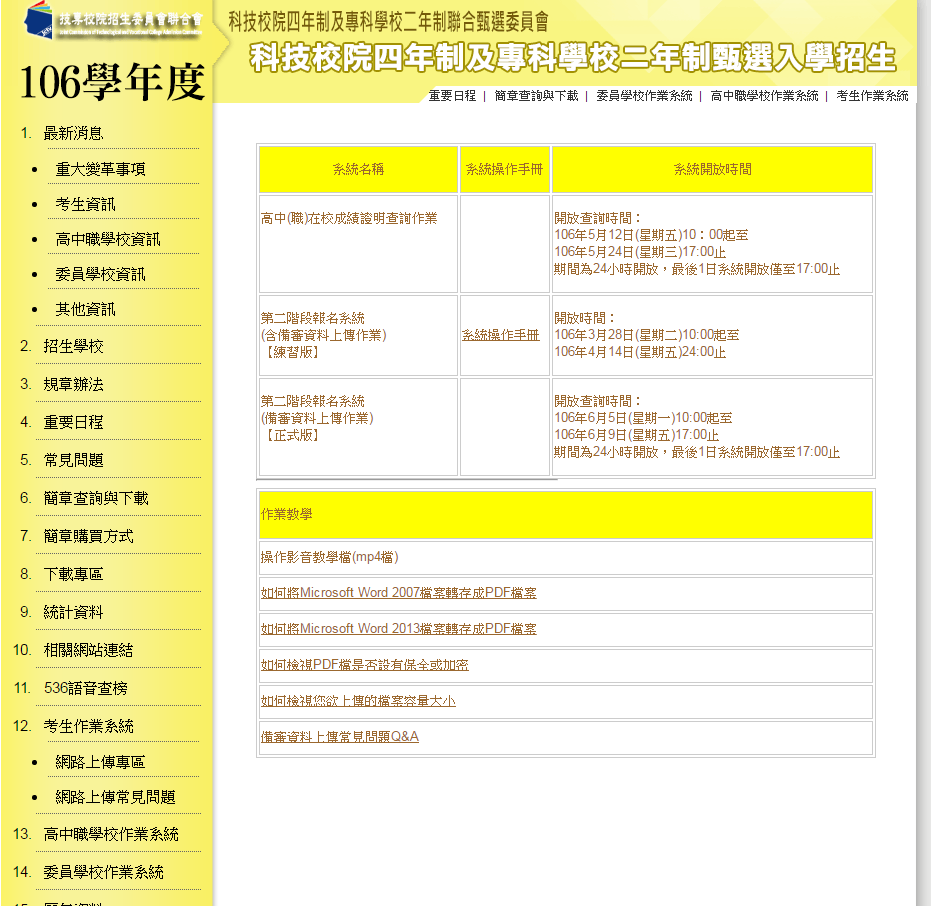 技專校院招生委員會聯合會
科技校院四年制及專科學校二年制聯合甄選委員會
科技校院四年制及專科學校二年制甄選入學招生
106學年度
重要日程 | 簡章查詢與下載 | 委員學校作業系統 | 高中職學校作業系統 | 考生作業系統
1. 最新消息
• 重大變革事項
• 考生資訊
• 高中職學校資訊
• 委員學校資訊
• 其他資訊
2. 招生學校
3. 規章辦法
4. 重要日程
5. 常見問題
6. 簡章查詢與下載
7. 簡章購買方式
8. 下載專區
9. 統計資料
10. 相關網站連結
11. 536語音查榜
12. 考生作業系統
• 網路上傳專區
• 網路上傳常見問題
13. 高中職學校作業系統
14. 委員學校作業系統
系統名稱 系統操作手冊 系統開放時間
高中(職)在校成績證明查詢作業
開放查詢時間：
106年5月12日(星期五)10：00起至
106年5月24日(星期三)17:00止
期間為24小時開放，最後1日系統開放僅至17:00止
第二階段報名系統
(含備審資料上傳作業)
【練習版】
系統操作手冊
開放時間：
106年3月28日(星期二)10:00起至
106年4月14日(星期五)24:00止
第二階段報名系統
(備審資料上傳作業)
【正式版】
開放查詢時間：
106年6月5日(星期一)10:00起至
106年6月9日(星期五)17:00止
期間為24小時開放，最後1日系統開放僅至17:00止
作業教學
操作影音教學檔(mp4檔)
如何將Microsoft Word 2007檔案轉存成PDF檔案
如何將Microsoft Word 2013檔案轉存成PDF檔案
如何檢視PDF檔是否設有保全或加密
如何檢視您欲上傳的檔案容量大小
備審資料上傳常見問題Q&A